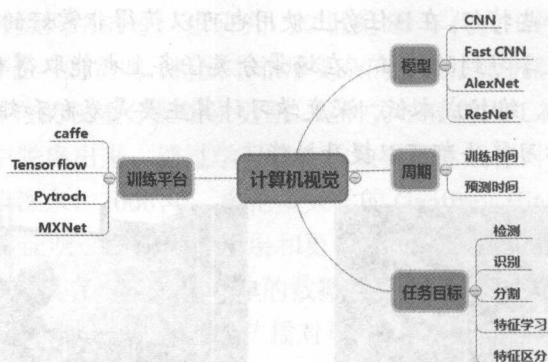 CNN
Fast CNN
AlexNet
ResNet
模型
caffe
Tensorflow
Pytroch
MXNet
训练平台
计算机视觉
周期
训练时间
预测时间
任务目标
检测
识别
分割
特征学习
特征区分